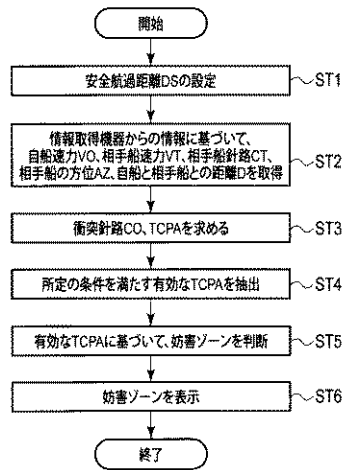 開始
安全航過距離DSの設定
ST1
情報取得機器からの情報に基づいて、
自船速力VO、相手船速力VT、相手船針路CT、
相手船の方位AZ、自船と相手船との距離Dを取得
ST2
衝突針路CO、TCPAを求める
ST3
所定の条件を満たす有効なTCPAを抽出
ST4
有効なTCPAに基づいて、妨害ゾーンを判断
ST5
妨害ゾーンを表示
ST6
終了